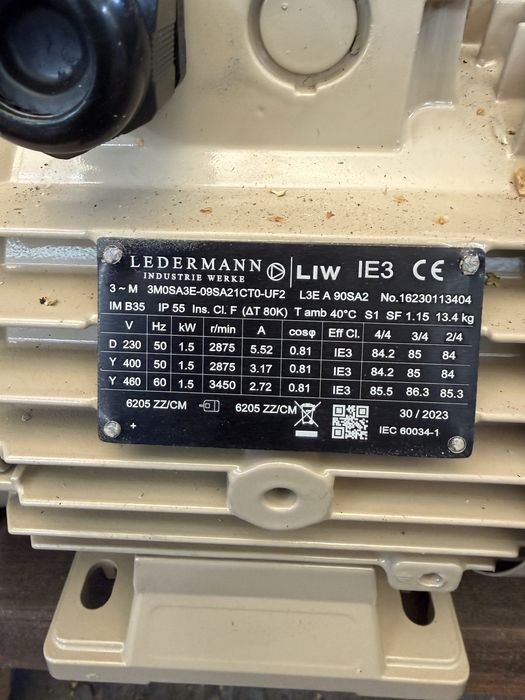 LEDERMANN LIW IE3 CE
INDUSTRIE WERKE
3 ~ M 3M0SA3E-09SA21CT0-UF2 L3E A 90SA2 No.16230113404
IM B35 IP 55 Ins. Cl. F (ΔT 80K) T amb 40°C S1 SF 1.15 13.4 kg
V Hz kW r/min A cosφ Eff Cl. 4/4 3/4 2/4
D 230 50 1.5 2875 5.52 0.81 IE3 84.2 85 84
Y 400 50 1.5 2875 3.17 0.81 IE3 84.2 85 84
Y 460 60 1.5 3450 2.72 0.81 IE3 85.5 86.3 85.3
6205 ZZ/CM 6205 ZZ/CM 30 / 2023
+ IEC 60034-1